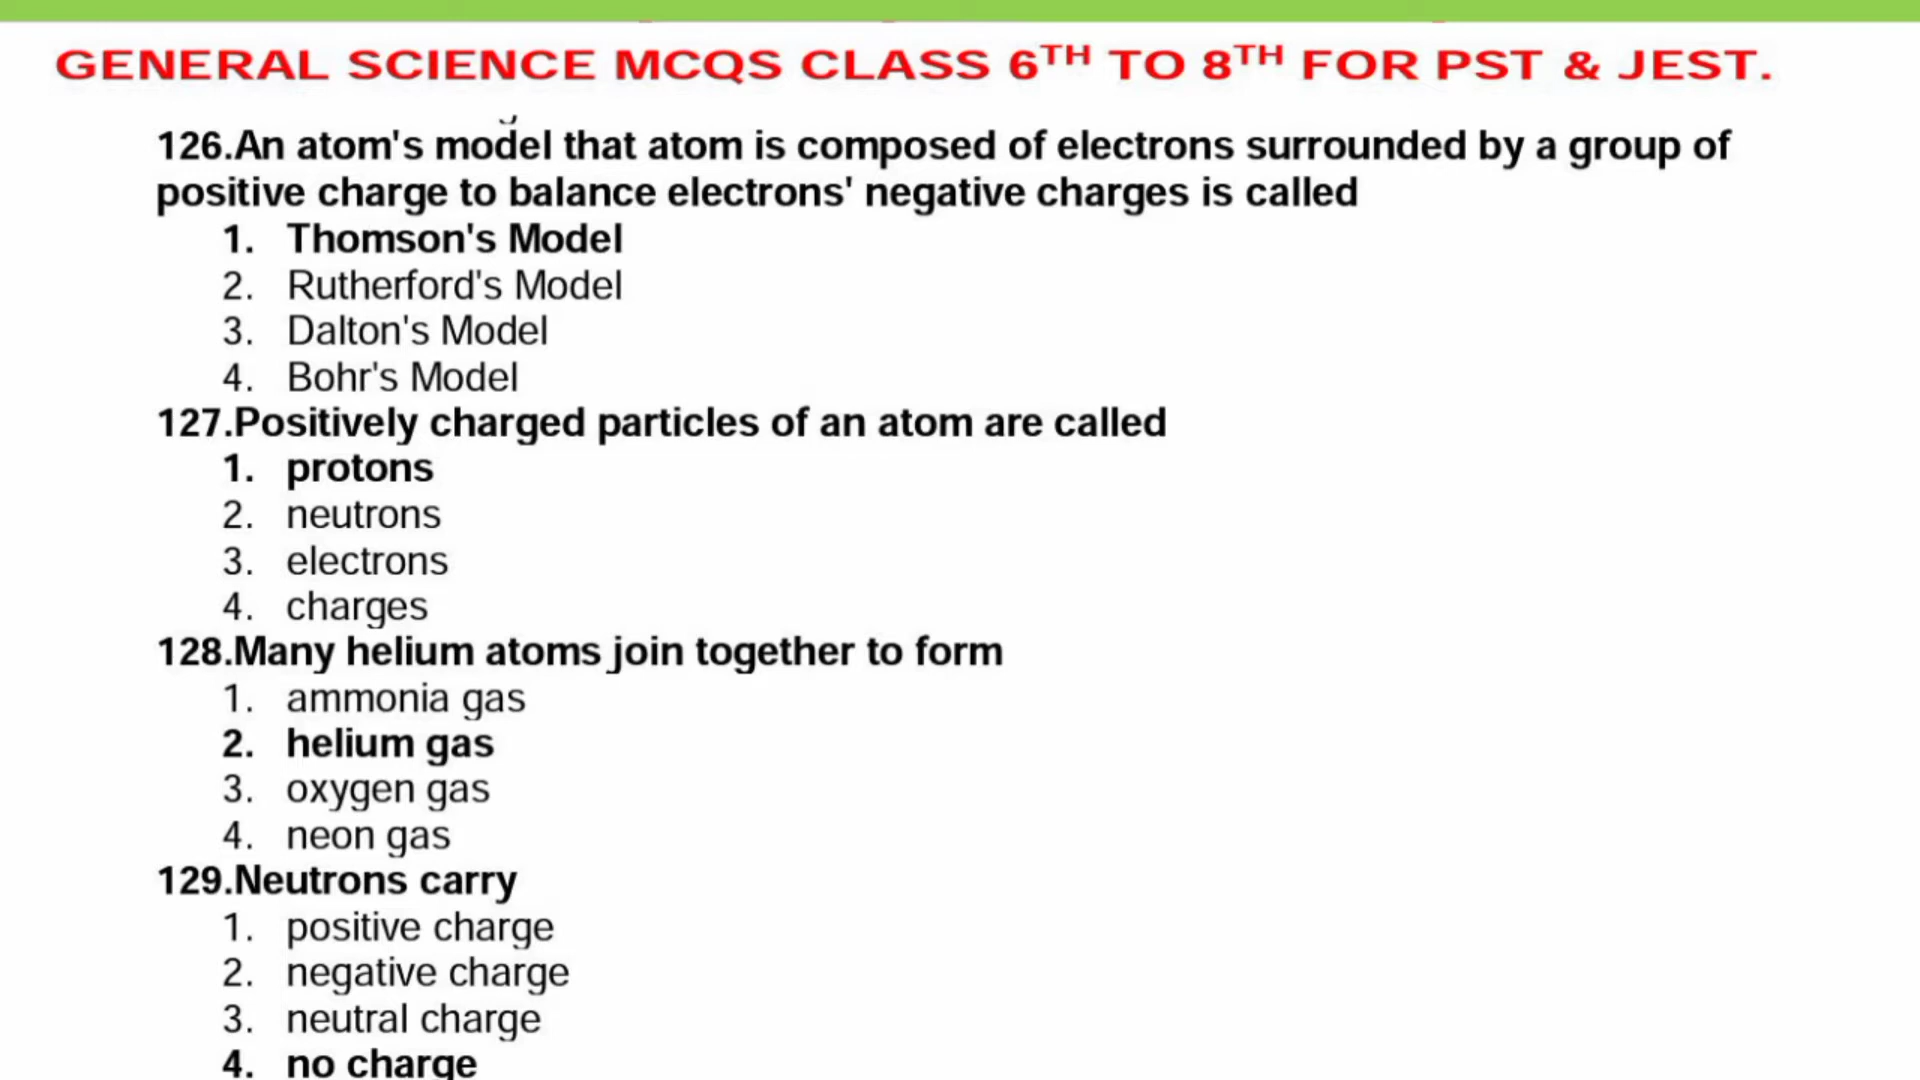 GENERAL SCIENCE MCQS CLASS 6TH TO 8TH FOR PST & JEST.
126.An atom's model that atom is composed of electrons surrounded by a group of
positive charge to balance electrons' negative charges is called
1. Thomson's Model
2. Rutherford's Model
3. Dalton's Model
4. Bohr's Model
127.Positively charged particles of an atom are called
1. protons
2. neutrons
3. electrons
4. charges
128.Many helium atoms join together to form
1. ammonia gas
2. helium gas
3. oxygen gas
4. neon gas
129.Neutrons carry
1. positive charge
2. negative charge
3. neutral charge
4. no charge